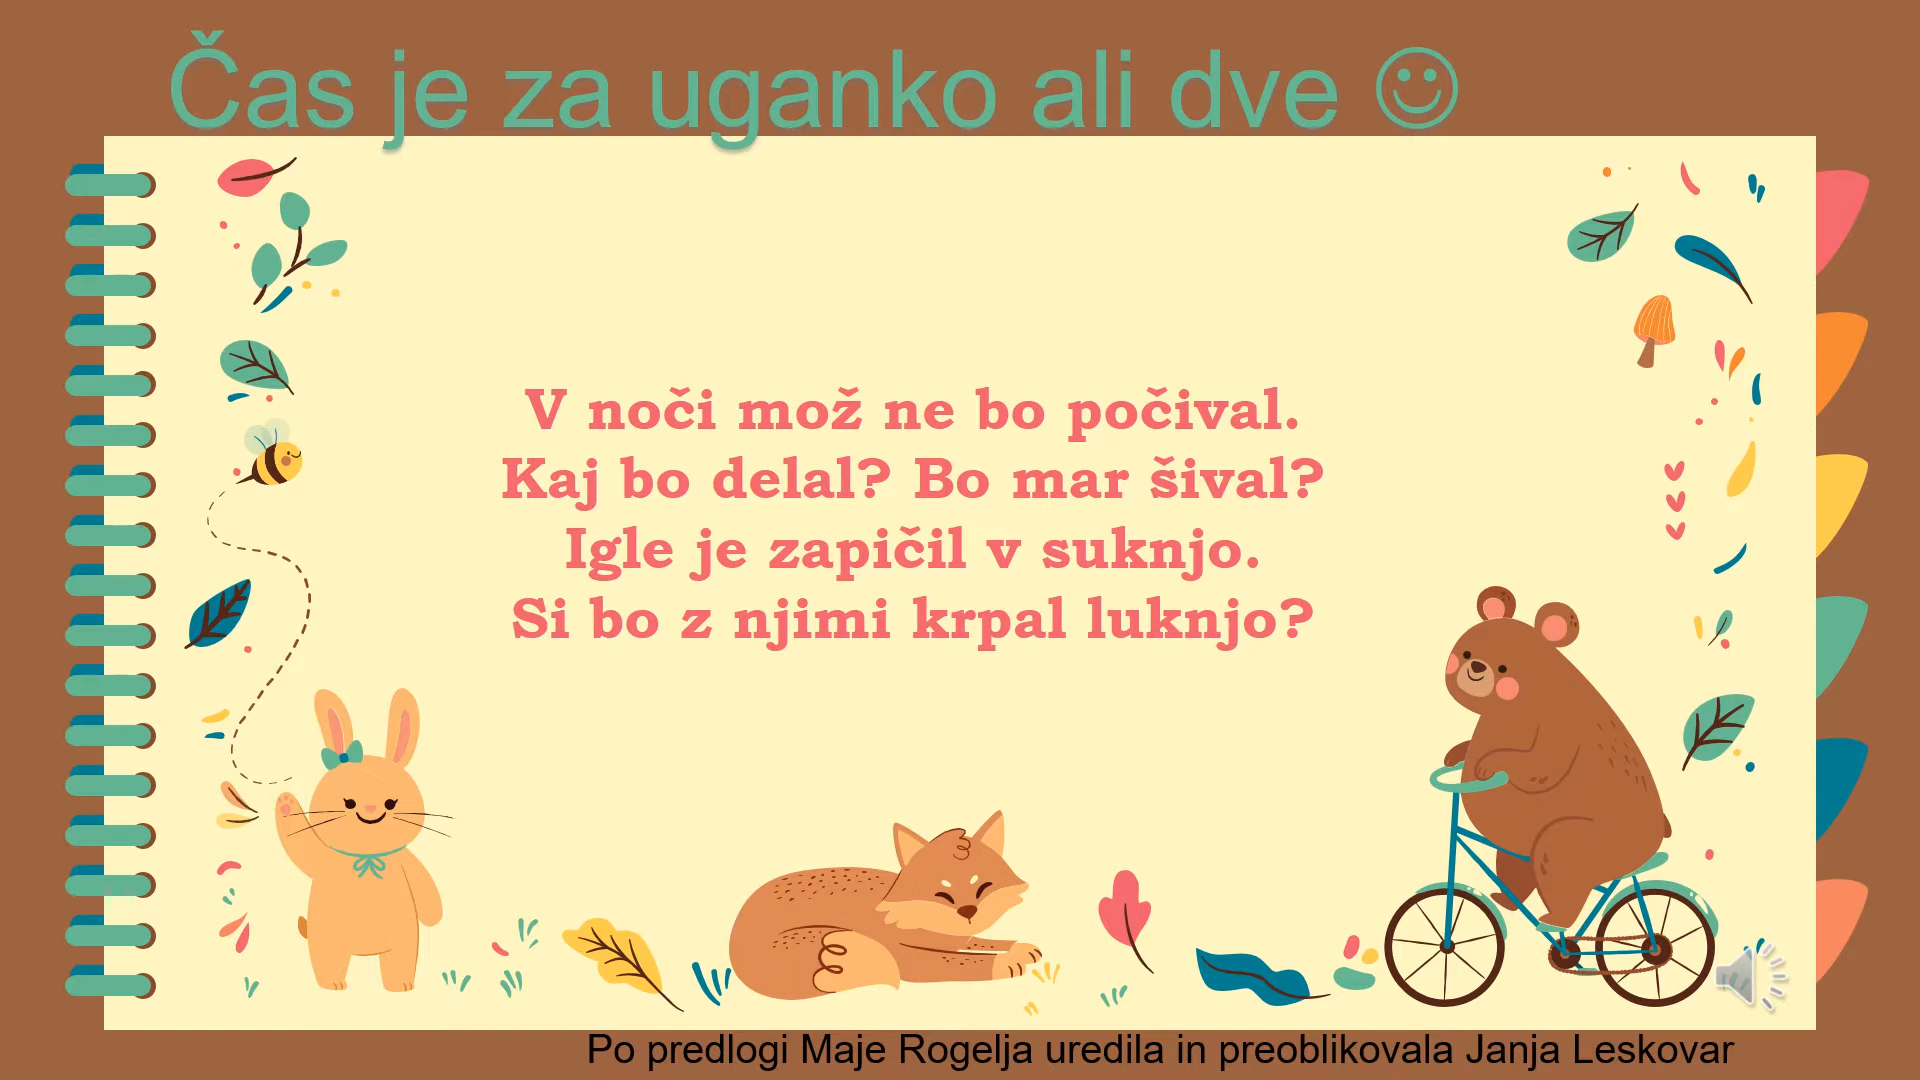 Čas je za uganko ali dve ☺
V noči mož ne bo počival.
Kaj bo delal? Bo mar šival?
Igle je zapičil v suknjo.
Si bo z njimi krpal luknjo?
Po predlogi Maje Rogelja uredila in preoblikovala Janja Leskovar